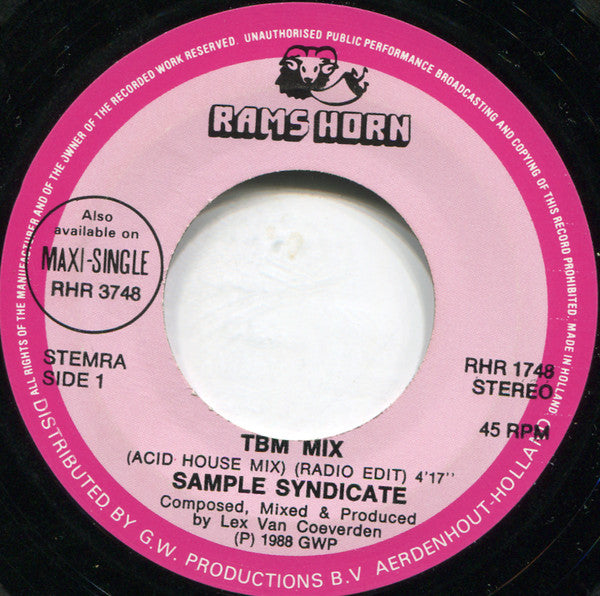 ALL RIGHTS OF THE MANUFACTURER AND OF THE OWNER OF THE RECORDED WORK RESERVED. UNAUTHORISED PUBLIC PERFORMANCE BROADCASTING AND COPYING OF THIS RECORD PROHIBITED. MADE IN HOLLAND.
RAMS HORN
Also
available on
MAXI-SINGLE
RHR 3748
STEMRA
SIDE 1
RHR 1748
STEREO
45 RPM
TBM MIX
(ACID HOUSE MIX) (RADIO EDIT) 4'17''
SAMPLE SYNDICATE
Composed, Mixed & Produced
by Lex Van Coeverden
(P) 1988 GWP
DISTRIBUTED BY G.W. PRODUCTIONS B.V AERDENHOUT-HOLLAND